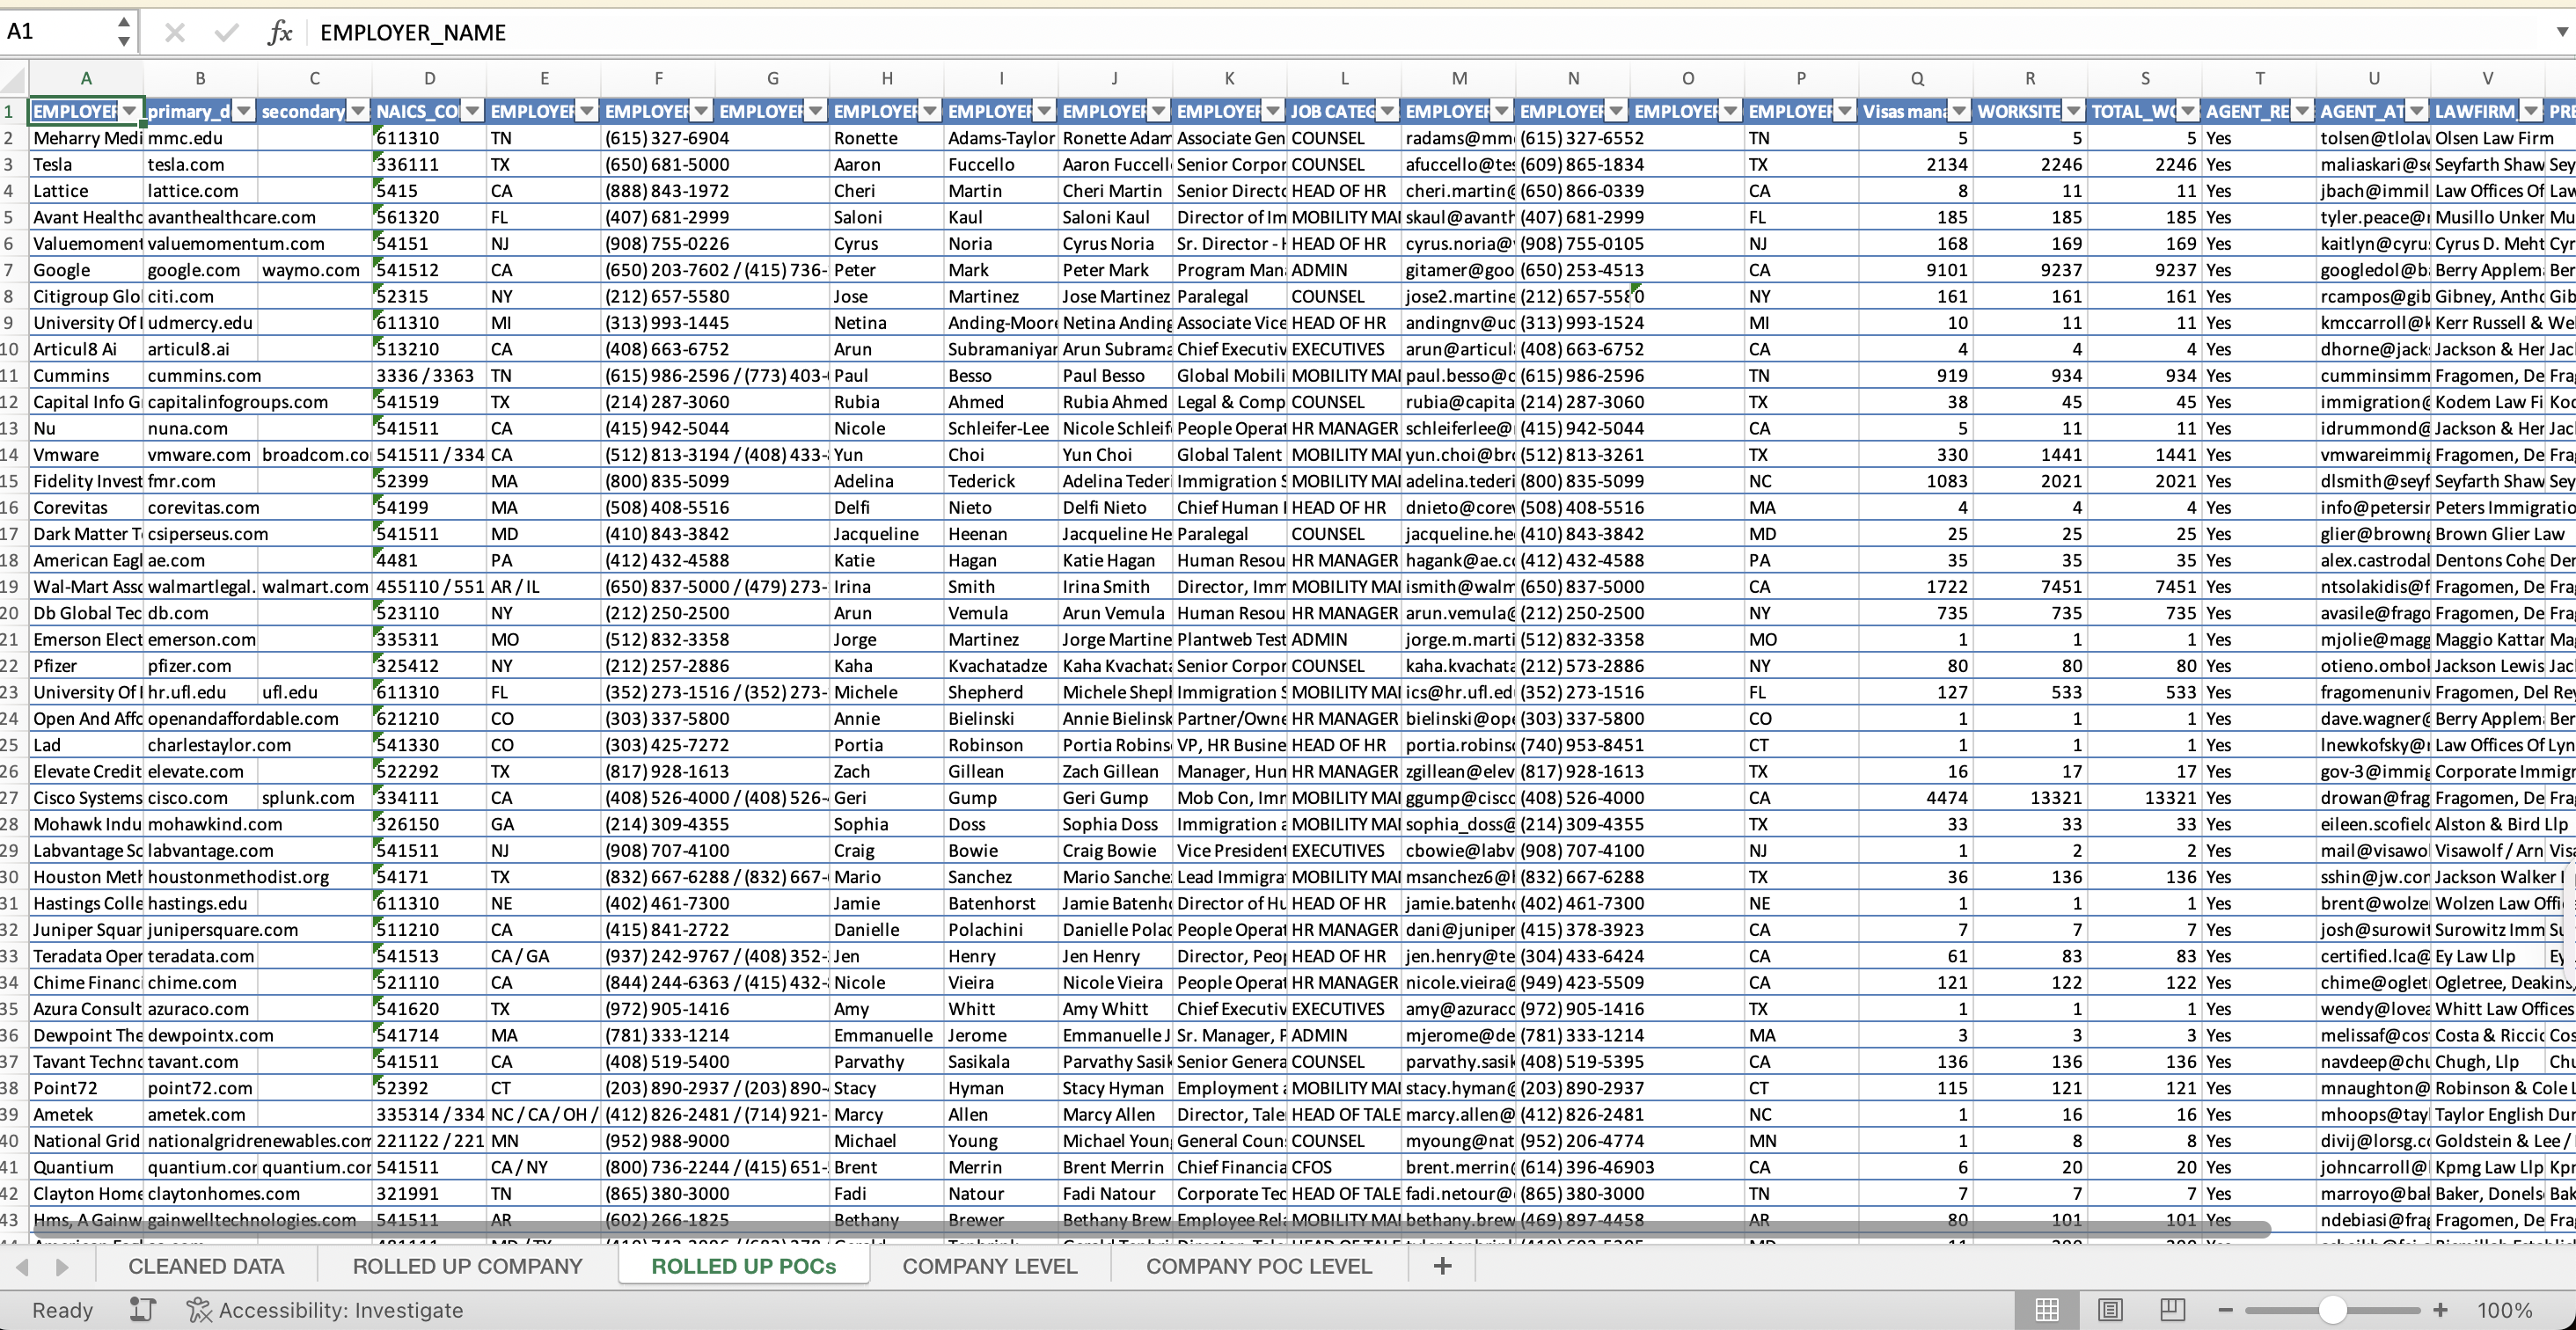 A1 fx EMPLOYER_NAME
A B C D E F G H I J K L M N O P Q R S T U V
1 EMPLOYER primary_d secondary NAICS_CO EMPLOYER EMPLOYER EMPLOYER EMPLOYER EMPLOYER EMPLOYER EMPLOYER JOB CATEG EMPLOYER EMPLOYER EMPLOYER EMPLOYER Visas mana WORKSITE TOTAL_WO AGENT_RE AGENT_AT LAWFIRM_ PRE
2 Meharry Medi mmc.edu 611310 TN (615) 327-6904 Ronette Adams-Taylor Ronette Adam Associate Gen COUNSEL radams@mm (615) 327-6552 TN 5 5 5 Yes tolsen@tlolav Olsen Law Firm
3 Tesla tesla.com 336111 TX (650) 681-5000 Aaron Fuccello Aaron Fuccell Senior Corpor COUNSEL afuccello@te (609) 865-1834 TX 2134 2246 2246 Yes maliaskari@s Seyfarth Shaw Sey
4 Lattice lattice.com 5415 CA (888) 843-1972 Cheri Martin Cheri Martin Senior Directo HEAD OF HR cheri.martin@ (650) 866-0339 CA 8 11 11 Yes jbach@immil Law Offices Of Law
5 Avant Healthc avanthealthcare.com 561320 FL (407) 681-2999 Saloni Kaul Saloni Kaul Director of Im MOBILITY MA skaul@avanth (407) 681-2999 FL 185 185 185 Yes tyler.peace@ Musillo Unker Mu
6 Valuemoment valuemomentum.com 54151 NJ (908) 755-0226 Cyrus Noria Cyrus Noria Sr. Director - HEAD OF HR cyrus.noria@ (908) 755-0105 NJ 168 169 169 Yes kaitlyn@cyru Cyrus D. Meht Cyr
7 Google google.com waymo.com 541512 CA (650) 203-7602 / (415) 736- Peter Mark Peter Mark Program Man ADMIN gitamer@goo (650) 253-4513 CA 9101 9237 9237 Yes googledol@b Berry Applem Ber
8 Citigroup Glo citi.com 52315 NY (212) 657-5580 Jose Martinez Jose Martinez Paralegal COUNSEL jose2.martine (212) 657-5580 NY 161 161 161 Yes rcampos@gib Gibney, Antho Gib
9 University Of udmercy.edu 611310 MI (313) 993-1445 Netina Anding-Moore Netina Anding Associate Vice HEAD OF HR andingnv@ud (313) 993-1524 MI 10 11 11 Yes kmccarroll@k Kerr Russell & We
10 Articul8 Ai articul8.ai 513210 CA (408) 663-6752 Arun Subramaniyan Arun Subrama Chief Executiv EXECUTIVES arun@articul (408) 663-6752 CA 4 4 4 Yes dhorne@jack Jackson & Her Jac
11 Cummins cummins.com 3336 / 3363 TN (615) 986-2596 / (773) 403- Paul Besso Paul Besso Global Mobili MOBILITY MA paul.besso@c (615) 986-2596 TN 919 934 934 Yes cumminsimm Fragomen, De Fra
12 Capital Info G capitalinfogroups.com 541519 TX (214) 287-3060 Rubia Ahmed Rubia Ahmed Legal & Comp COUNSEL rubia@capita (214) 287-3060 TX 38 45 45 Yes immigration@ Kodem Law Fi Kod
13 Nu nuna.com 541511 CA (415) 942-5044 Nicole Schleifer-Lee Nicole Schleif People Operat HR MANAGER schleiferlee@ (415) 942-5044 CA 5 11 11 Yes idrummond@ Jackson & Her Jac
14 Vmware vmware.com broadcom.co 541511 / 334 CA (512) 813-3194 / (408) 433- Yun Choi Yun Choi Global Talent MOBILITY MA yun.choi@bro (512) 813-3261 TX 330 1441 1441 Yes vmwareimmig Fragomen, De Fra
15 Fidelity Invest fmr.com 52399 MA (800) 835-5099 Adelina Tederick Adelina Teder Immigration S MOBILITY MA adelina.tederi (800) 835-5099 NC 1083 2021 2021 Yes dlsmith@seyf Seyfarth Shaw Sey
16 Corevitas corevitas.com 54199 MA (508) 408-5516 Delfi Nieto Delfi Nieto Chief Human HEAD OF HR dnieto@corev (508) 408-5516 MA 4 4 4 Yes info@petersir Peters Immigratio
17 Dark Matter T csiperseus.com 541511 MD (410) 843-3842 Jacqueline Heenan Jacqueline He Paralegal COUNSEL jacqueline.he (410) 843-3842 MD 25 25 25 Yes glier@browng Brown Glier Law
18 American Eagl ae.com 4481 PA (412) 432-4588 Katie Hagan Katie Hagan Human Resou HR MANAGER hagank@ae.c (412) 432-4588 PA 35 35 35 Yes alex.castrodal Dentons Cohe Der
19 Wal-Mart Asso walmartlegal. walmart.com 455110 / 551 AR / IL (650) 837-5000 / (479) 273- Irina Smith Irina Smith Director, Imm MOBILITY MA ismith@walm (650) 837-5000 CA 1722 7451 7451 Yes ntsolakidis@f Fragomen, De Fra
20 Db Global Tec db.com 523110 NY (212) 250-2500 Arun Vemula Arun Vemula Human Resou HR MANAGER arun.vemula@ (212) 250-2500 NY 735 735 735 Yes avasile@frago Fragomen, De Fra
21 Emerson Elect emerson.com 335311 MO (512) 832-3358 Jorge Martinez Jorge Martine Plantweb Test ADMIN jorge.m.marti (512) 832-3358 MO 1 1 1 Yes mjolie@magg Maggio Kattar Mag
22 Pfizer pfizer.com 325412 NY (212) 257-2886 Kaha Kvachatadze Kaha Kvachata Senior Corpor COUNSEL kaha.kvachata (212) 573-2886 NY 80 80 80 Yes otieno.ombok Jackson Lewis Jac
23 University Of hr.ufl.edu ufl.edu 611310 FL (352) 273-1516 / (352) 273- Michele Shepherd Michele Sheph Immigration S MOBILITY MA ics@hr.ufl.ed (352) 273-1516 FL 127 533 533 Yes fragomenuniv Fragomen, Del Rey
24 Open And Affo openandaffordable.com 621210 CO (303) 337-5800 Annie Bielinski Annie Bielinsk Partner/Owne HR MANAGER bielinski@ope (303) 337-5800 CO 1 1 1 Yes dave.wagner@ Berry Applem Ber
25 Lad charlestaylor.com 541330 CO (303) 425-7272 Portia Robinson Portia Robins VP, HR Busine HEAD OF HR portia.robinso (740) 953-8451 CT 1 1 1 Yes lnewkofsky@ Law Offices Of Lyn
26 Elevate Credit elevate.com 522292 TX (817) 928-1613 Zach Gillean Zach Gillean Manager, Hum HR MANAGER zgillean@elev (817) 928-1613 TX 16 17 17 Yes gov-3@immig Corporate Immigr
27 Cisco Systems cisco.com splunk.com 334111 CA (408) 526-4000 / (408) 526- Geri Gump Geri Gump Mob Con, Imm MOBILITY MA ggump@cisco (408) 526-4000 CA 4474 13321 13321 Yes drowan@frag Fragomen, De Fra
28 Mohawk Indu mohawkind.com 326150 GA (214) 309-4355 Sophia Doss Sophia Doss Immigration a MOBILITY MA sophia_doss@ (214) 309-4355 TX 33 33 33 Yes eileen.scofield Alston & Bird Llp
29 Labvantage So labvantage.com 541511 NJ (908) 707-4100 Craig Bowie Craig Bowie Vice President EXECUTIVES cbowie@labv (908) 707-4100 NJ 1 2 2 Yes mail@visawo Visawolf / Arn Visa
30 Houston Meth houstonmethodist.org 54171 TX (832) 667-6288 / (832) 667- Mario Sanchez Mario Sanche Lead Immigra MOBILITY MA msanchez6@h (832) 667-6288 TX 36 136 136 Yes sshin@jw.com Jackson Walker
31 Hastings Colle hastings.edu 611310 NE (402) 461-7300 Jamie Batenhorst Jamie Batenho Director of Hu HEAD OF HR jamie.batenho (402) 461-7300 NE 1 1 1 Yes brent@wolze Wolzen Law Offi
32 Juniper Squar junipersquare.com 511210 CA (415) 841-2722 Danielle Polachini Danielle Polac People Operat HR MANAGER dani@juniper (415) 378-3923 CA 7 7 7 Yes josh@surowit Surowitz Imm Su
33 Teradata Oper teradata.com 541513 CA / GA (937) 242-9767 / (408) 352- Jen Henry Jen Henry Director, Peop HEAD OF HR jen.henry@te (304) 433-6424 CA 61 83 83 Yes certified.lca@ Ey Law Llp Ey
34 Chime Financi chime.com 521110 CA (844) 244-6363 / (415) 432- Nicole Vieira Nicole Vieira People Operat HR MANAGER nicole.vieira@ (949) 423-5509 CA 121 122 122 Yes chime@oglet Ogletree, Deakins,
35 Azura Consult azuraco.com 541620 TX (972) 905-1416 Amy Whitt Amy Whitt Chief Executiv EXECUTIVES amy@azuraco (972) 905-1416 TX 1 1 1 Yes wendy@lovea Whitt Law Offices
36 Dewpoint The dewpointx.com 541714 MA (781) 333-1214 Emmanuelle Jerome Emmanuelle J Sr. Manager, P ADMIN mjerome@de (781) 333-1214 MA 3 3 3 Yes melissaf@cos Costa & Riccio Cos
37 Tavant Techno tavant.com 541511 CA (408) 519-5400 Parvathy Sasikala Parvathy Sasik Senior Genera COUNSEL parvathy.sasik (408) 519-5395 CA 136 136 136 Yes navdeep@chu Chugh, Llp Chu
38 Point72 point72.com 52392 CT (203) 890-2937 / (203) 890- Stacy Hyman Stacy Hyman Employment a MOBILITY MA stacy.hyman@ (203) 890-2937 CT 115 121 121 Yes mnaughton@ Robinson & Cole L
39 Ametek ametek.com 335314 / 334 NC / CA / OH / (412) 826-2481 / (714) 921- Marcy Allen Marcy Allen Director, Tale HEAD OF TALE marcy.allen@ (412) 826-2481 NC 1 16 16 Yes mhoops@tay Taylor English Dun
40 National Grid nationalgridrenewables.com 221122 / 221 MN (952) 988-9000 Michael Young Michael Young General Coun COUNSEL myoung@nat (952) 206-4774 MN 1 8 8 Yes divij@lorsg.co Goldstein & Lee /
41 Quantium quantium.cor quantium.cor 541511 CA / NY (800) 736-2244 / (415) 651- Brent Merrin Brent Merrin Chief Financia CFOS brent.merrin@ (614) 396-46903 CA 6 20 20 Yes johncarroll@ Kpmg Law Llp Kpr
42 Clayton Home claytonhomes.com 321991 TN (865) 380-3000 Fadi Natour Fadi Natour Corporate Tec HEAD OF TALE fadi.netour@ (865) 380-3000 TN 7 7 7 Yes marroyo@bal Baker, Donels Bak
43 Hms, A Gainw gainwelltechnologies.com 541511 AR (602) 266-1825 Bethany Brewer Bethany Brew Employee Rela MOBILITY MA bethany.brew (469) 897-4458 AR 80 101 101 Yes ndebiasi@frag Fragomen, De Fra
CLEANED DATA ROLLED UP COMPANY ROLLED UP POCs COMPANY LEVEL COMPANY POC LEVEL +
Ready Accessibility: Investigate 100%